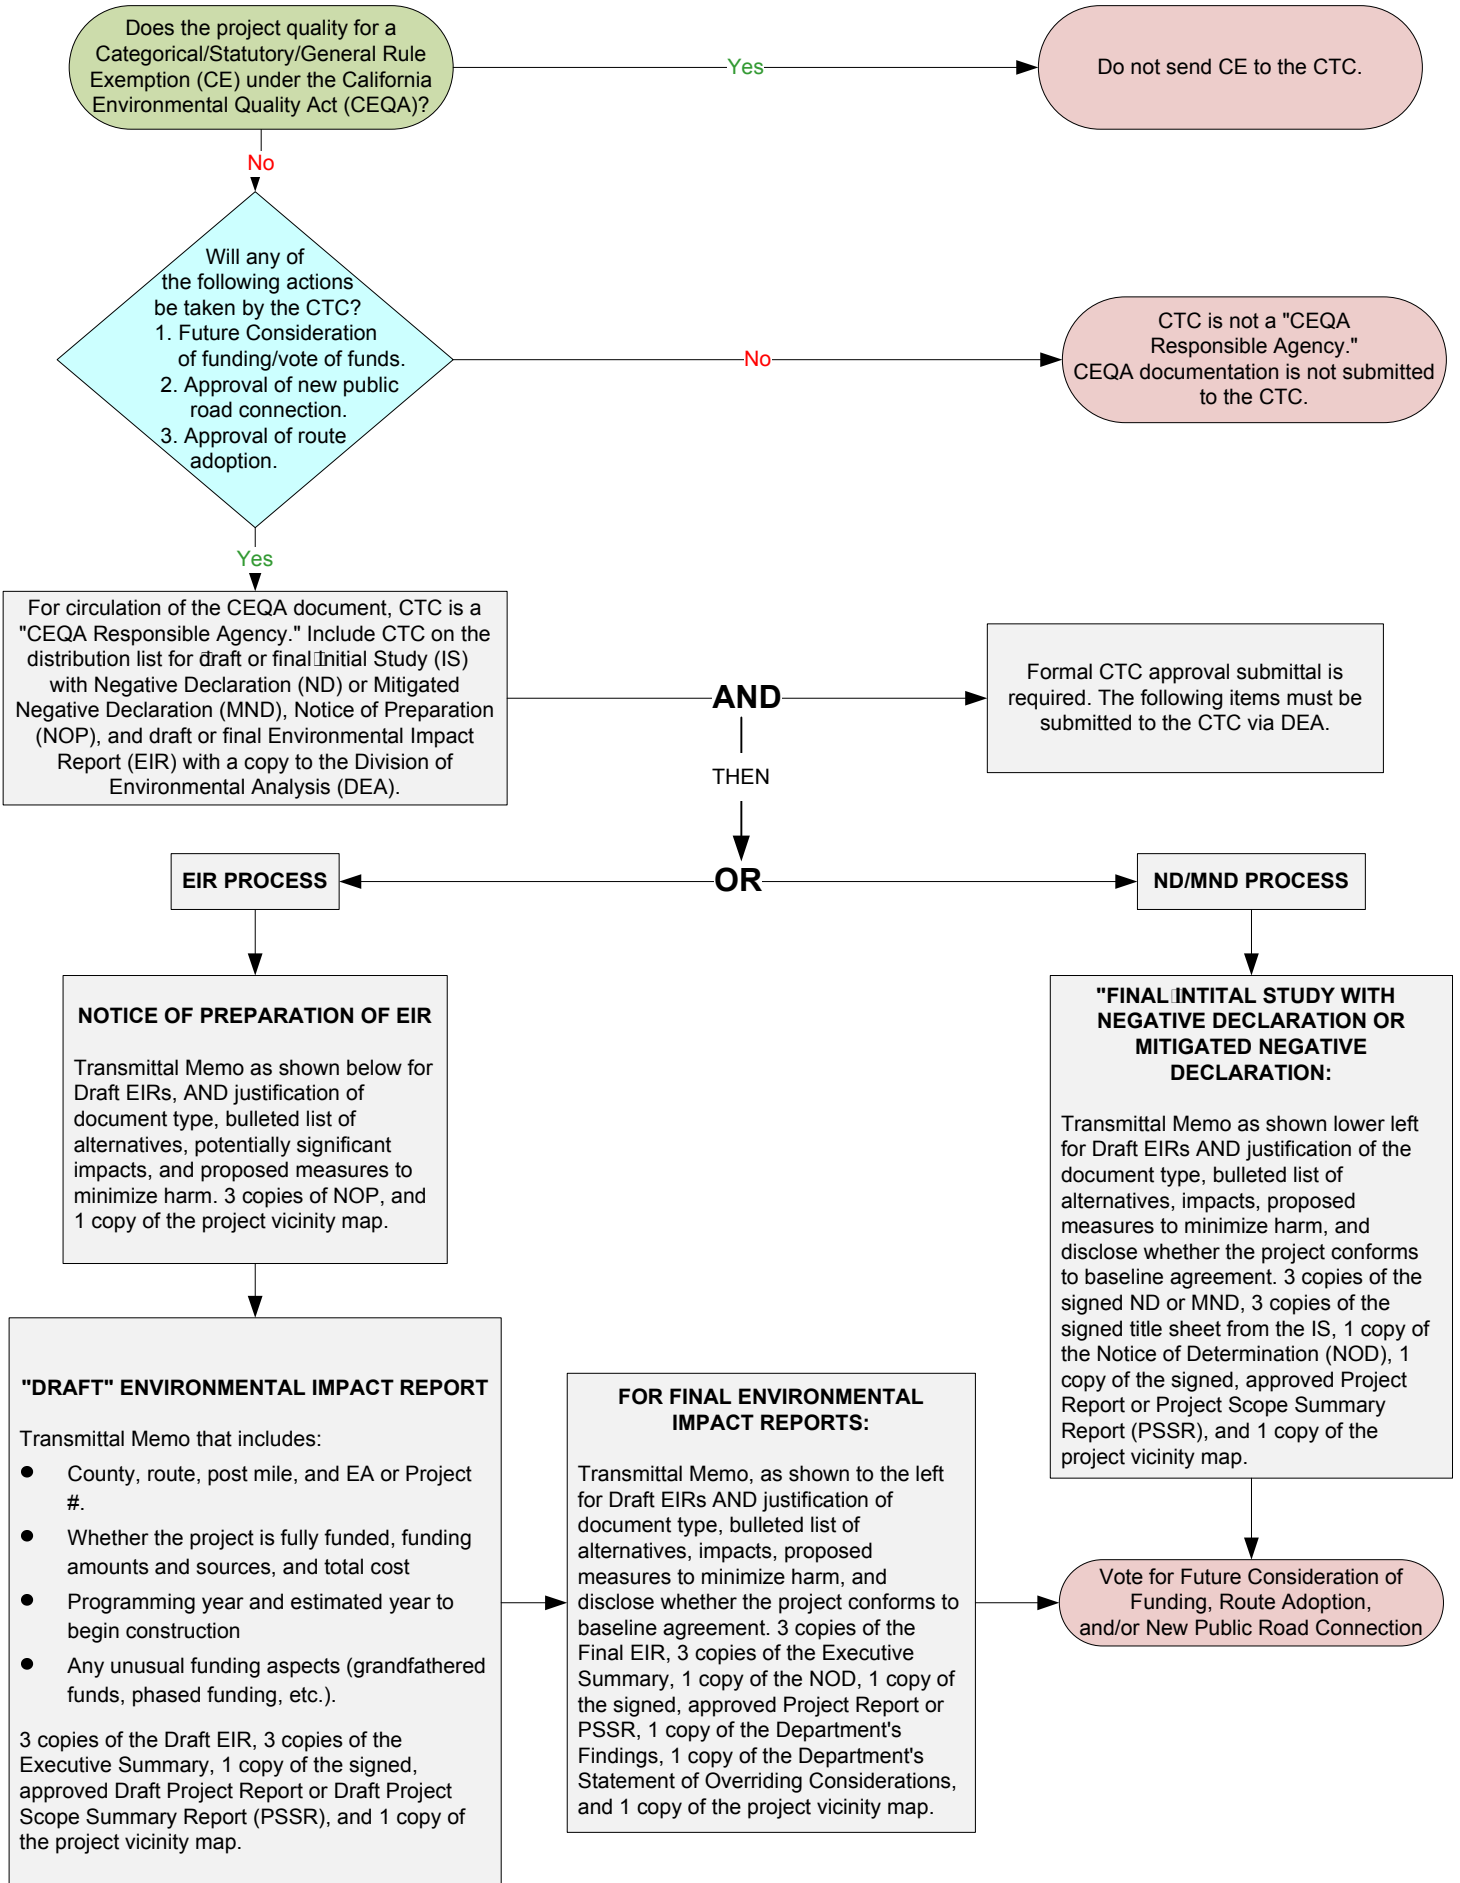 Does the project quality for a
Categorical/Statutory/General Rule
Exemption (CE) under the California
Environmental Quality Act (CEQA)?
Yes
Do not send CE to the CTC.
No
Will any of
the following actions
be taken by the CTC?
1. Future Consideration
of funding/vote of funds.
2. Approval of new public
road connection.
3. Approval of route
adoption.
No
CTC is not a "CEQA
Responsible Agency."
CEQA documentation is not submitted
to the CTC.
Yes
For circulation of the CEQA document, CTC is a
"CEQA Responsible Agency." Include CTC on the
distribution list for draft or final Initial Study (IS)
with Negative Declaration (ND) or Mitigated
Negative Declaration (MND), Notice of Preparation
(NOP), and draft or final Environmental Impact
Report (EIR) with a copy to the Division of
Environmental Analysis (DEA).
AND
Formal CTC approval submittal is
required. The following items must be
submitted to the CTC via DEA.
THEN
OR
EIR PROCESS
ND/MND PROCESS
NOTICE OF PREPARATION OF EIR
Transmittal Memo as shown below for
Draft EIRs, AND justification of
document type, bulleted list of
alternatives, potentially significant
impacts, and proposed measures to
minimize harm. 3 copies of NOP, and
1 copy of the project vicinity map.
"FINAL INTITAL STUDY WITH
NEGATIVE DECLARATION OR
MITIGATED NEGATIVE
DECLARATION:
Transmittal Memo as shown lower left
for Draft EIRs AND justification of the
document type, bulleted list of
alternatives, impacts, proposed
measures to minimize harm, and
disclose whether the project conforms
to baseline agreement. 3 copies of the
signed ND or MND, 3 copies of the
signed title sheet from the IS, 1 copy of
the Notice of Determination (NOD), 1
copy of the signed, approved Project
Report or Project Scope Summary
Report (PSSR), and 1 copy of the
project vicinity map.
"DRAFT" ENVIRONMENTAL IMPACT REPORT
Transmittal Memo that includes:
● County, route, post mile, and EA or Project
#.
● Whether the project is fully funded, funding
amounts and sources, and total cost
● Programming year and estimated year to
begin construction
● Any unusual funding aspects (grandfathered
funds, phased funding, etc.).
3 copies of the Draft EIR, 3 copies of the
Executive Summary, 1 copy of the signed,
approved Draft Project Report or Draft Project
Scope Summary Report (PSSR), and 1 copy of
the project vicinity map.
FOR FINAL ENVIRONMENTAL
IMPACT REPORTS:
Transmittal Memo, as shown to the left
for Draft EIRs AND justification of
document type, bulleted list of
alternatives, impacts, proposed
measures to minimize harm, and
disclose whether the project conforms to
baseline agreement. 3 copies of the
Final EIR, 3 copies of the Executive
Summary, 1 copy of the NOD, 1 copy of
the signed, approved Project Report or
PSSR, 1 copy of the Department's
Findings, 1 copy of the Department's
Statement of Overriding Considerations,
and 1 copy of the project vicinity map.
Vote for Future Consideration of
Funding, Route Adoption,
and/or New Public Road Connection